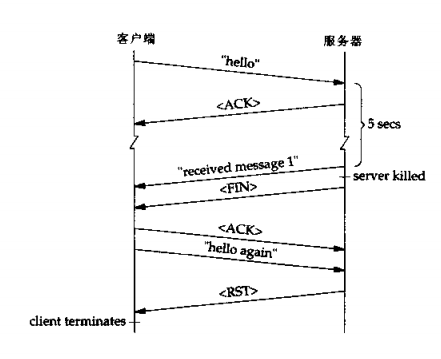 客户端
服务器
"hello"
<ACK>
5 secs
"received message 1"
server killed
<FIN>
<ACK>
"hello again"
<RST>
client terminates